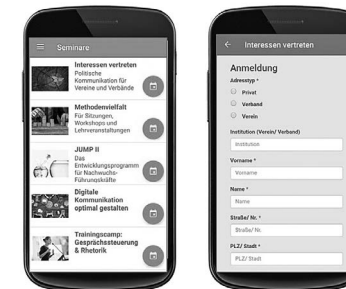 Seminare
Interessen vertreten
Politische
Kommunikation für
Vereine und Verbände
Methodenvielfalt
Für Sitzungen,
Workshops und
Lehrveranstaltungen
JUMP II
Das
Entwicklungsprogramm
für Nachwuchs-
Führungskräfte
Digitale
Kommunikation
optimal gestalten
Trainingscamp:
Gesprächssteuerung
& Rhetorik
Interessen vertreten
Anmeldung
Adresstyp *
Privat
Verband
Verein
Institution (Verein/ Verband)
Institution
Vorname *
Vorname
Name *
Name
Straße/ Nr. *
Straße/ Nr.
PLZ/ Stadt *
PLZ/ Stadt